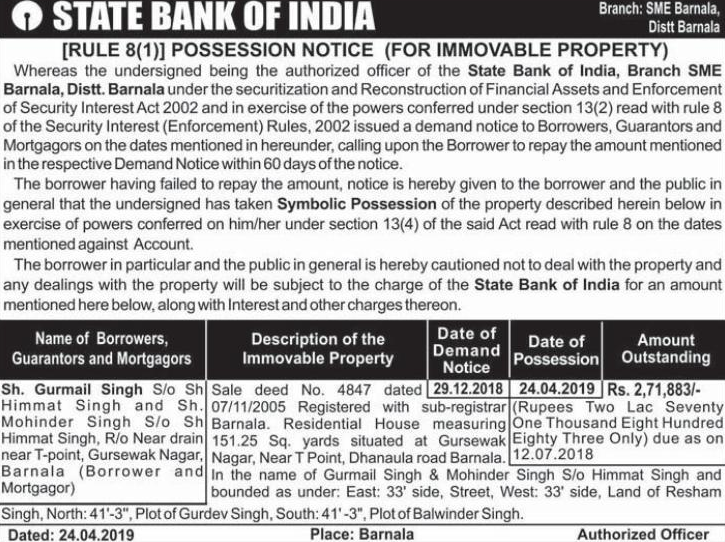 STATE BANK OF INDIA
Branch: SME Barnala,
Distt Barnala
[RULE 8(1)] POSSESSION NOTICE (FOR IMMOVABLE PROPERTY)
Whereas the undersigned being the authorized officer of the State Bank of India, Branch SME
Barnala, Distt. Barnala under the securitization and Reconstruction of Financial Assets and Enforcement
of Security Interest Act 2002 and in exercise of the powers conferred under section 13(2) read with rule 8
of the Security Interest (Enforcement) Rules, 2002 issued a demand notice to Borrowers, Guarantors and
Mortgagors on the dates mentioned in hereunder, calling upon the Borrower to repay the amount mentioned
in the respective Demand Notice within 60 days of the notice.
The borrower having failed to repay the amount, notice is hereby given to the borrower and the public in
general that the undersigned has taken Symbolic Possession of the property described herein below in
exercise of powers conferred on him/her under section 13(4) of the said Act read with rule 8 on the dates
mentioned against Account.
The borrower in particular and the public in general is hereby cautioned not to deal with the property and
any dealings with the property will be subject to the charge of the State Bank of India for an amount
mentioned here below, along with Interest and other charges thereon.
Name of Borrowers,
Guarantors and Mortgagors
Description of the
Immovable Property
Date of
Demand
Notice
Date of
Possession
Amount
Outstanding
Sh. Gurmail Singh S/o Sh
Himmat Singh and Sh.
Mohinder Singh S/o Sh
Himmat Singh, R/o Near drain
near T-point, Gursewak Nagar,
Barnala (Borrower and
Mortgagor)
Sale deed No. 4847 dated
07/11/2005 Registered with sub-registrar
Barnala. Residential House measuring
151.25 Sq. yards situated at Gursewak
Nagar, Near T Point, Dhanaula road Barnala.
29.12.2018
24.04.2019
Rs. 2,71,883/-
(Rupees Two Lac Seventy
One Thousand Eight Hundred
Eighty Three Only) due as on
12.07.2018
In the name of Gurmail Singh & Mohinder Singh S/o Himmat Singh and
bounded as under: East: 33' side, Street, West: 33' side, Land of Resham
Singh, North: 41'-3", Plot of Gurdev Singh, South: 41'-3", Plot of Balwinder Singh.
Dated: 24.04.2019
Place: Barnala
Authorized Officer